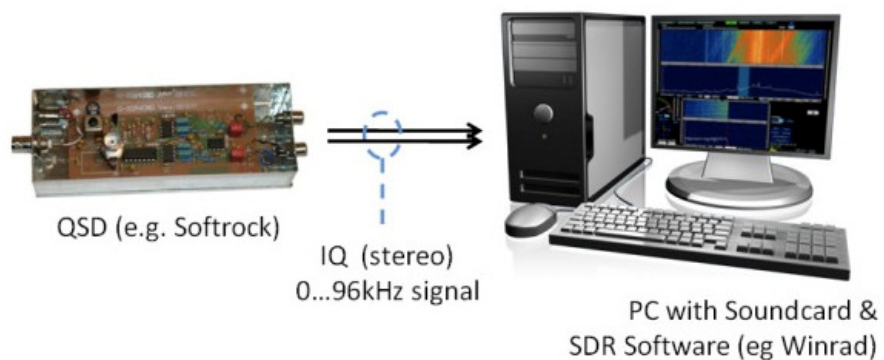 QSD (e.g. Softrock)
IQ (stereo)
0...96kHz signal
PC with Soundcard &
SDR Software (eg Winrad)